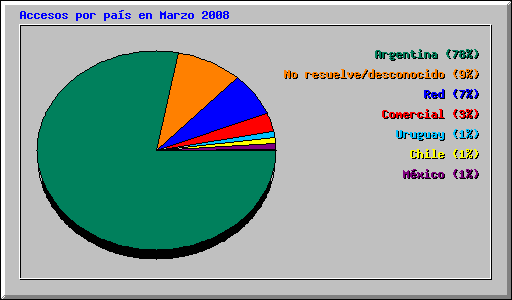 Accesos por país en Marzo 2008
Argentina (78%)
No resuelve/desconocido (9%)
Red (7%)
Comercial (3%)
Uruguay (1%)
Chile (1%)
México (1%)